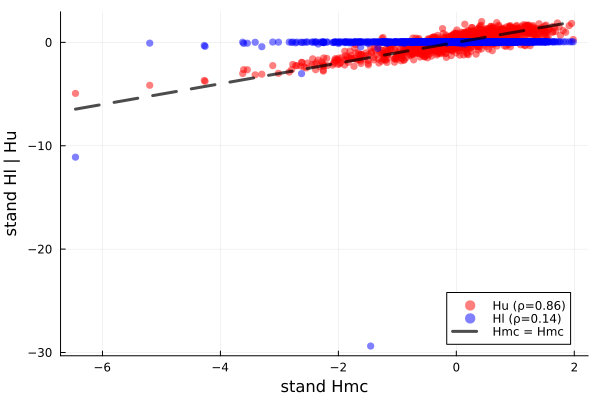 0
−10
−20
−30
stand Hl | Hu
−6
−4
−2
0
2
stand Hmc
Hu (ρ=0.86)
Hl (ρ=0.14)
Hmc = Hmc